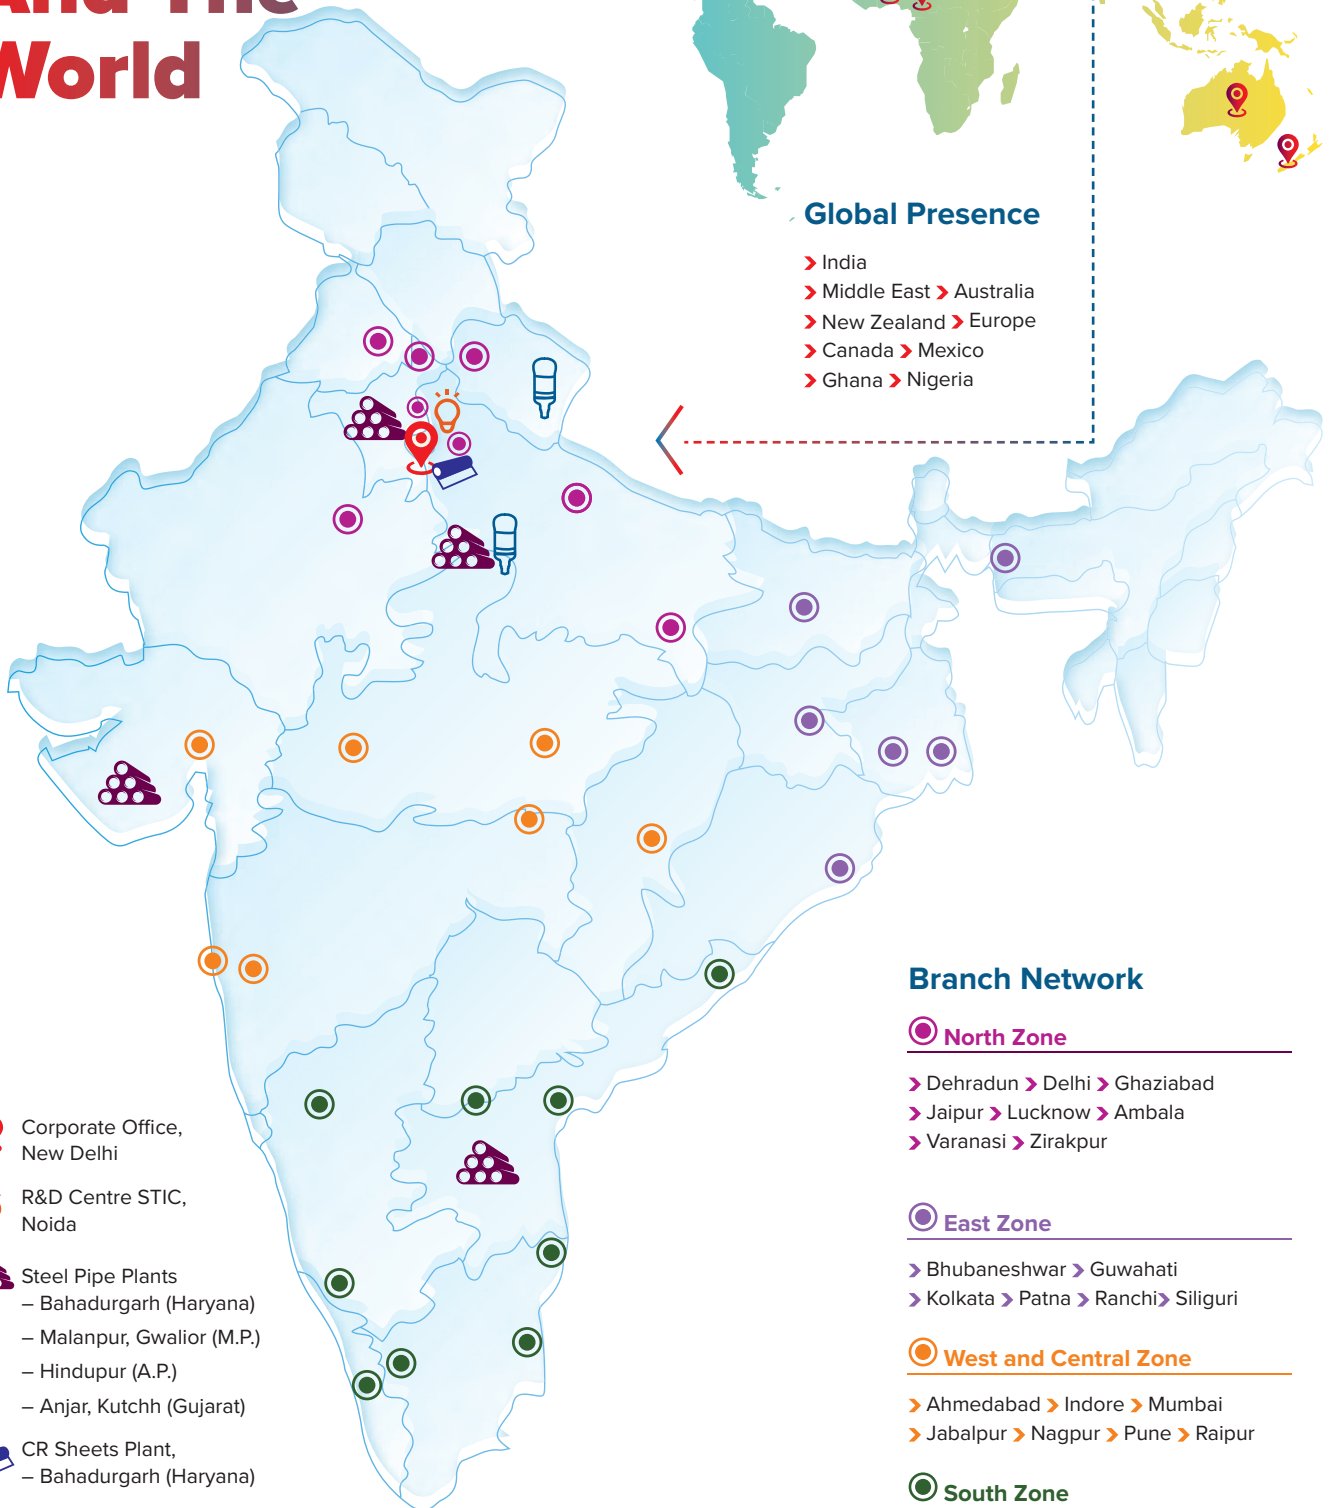 And The
World
Global Presence
India
Middle East Australia
New Zealand Europe
Canada Mexico
Ghana Nigeria
Branch Network
North Zone
Dehradun Delhi Ghaziabad
Jaipur Lucknow Ambala
Varanasi Zirakpur
East Zone
Bhubaneshwar Guwahati
Kolkata Patna Ranchi Siliguri
West and Central Zone
Ahmedabad Indore Mumbai
Jabalpur Nagpur Pune Raipur
South Zone
Corporate Office,
New Delhi
R&D Centre STIC,
Noida
Steel Pipe Plants
– Bahadurgarh (Haryana)
– Malanpur, Gwalior (M.P.)
– Hindupur (A.P.)
– Anjar, Kutchh (Gujarat)
CR Sheets Plant,
– Bahadurgarh (Haryana)